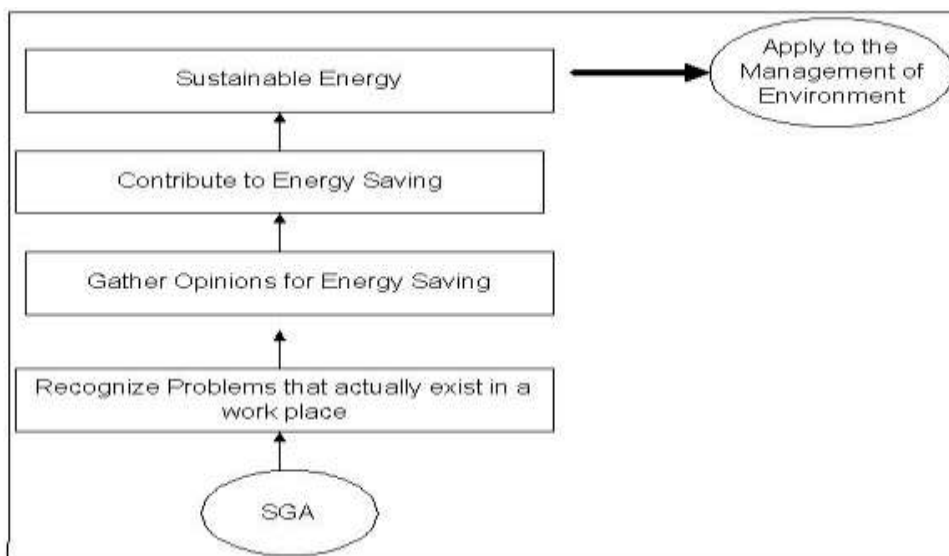 Sustainable Energy
Apply to the
Management of
Environment
Contribute to Energy Saving
Gather Opinions for Energy Saving
Recognize Problems that actually exist in a
work place
SGA